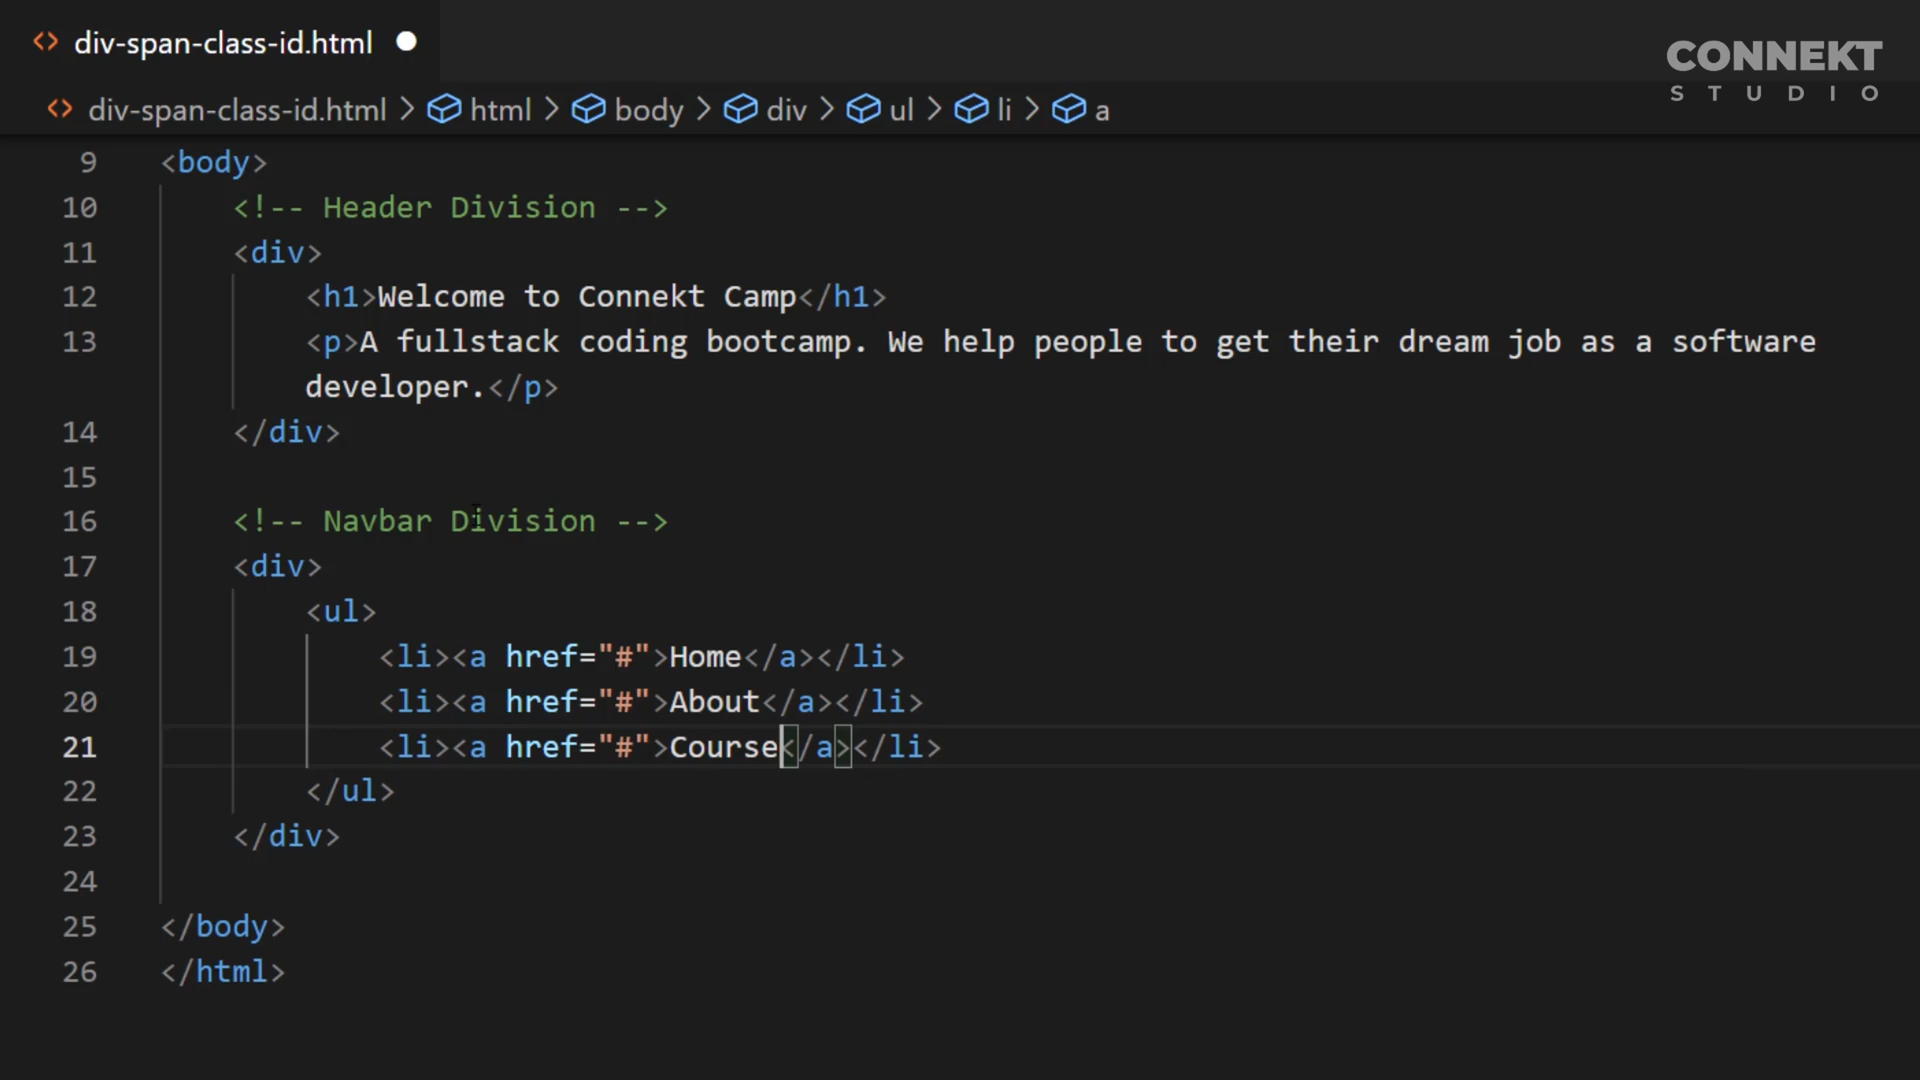 div-span-class-id.html
CONNEKT
STUDIO
div-span-class-id.html > html > body > div > ul > li > a
9 <body>
10 <!-- Header Division -->
11 <div>
12 <h1>Welcome to Connekt Camp</h1>
13 <p>A fullstack coding bootcamp. We help people to get their dream job as a software
developer.</p>
14 </div>
15
16 <!-- Navbar Division -->
17 <div>
18 <ul>
19 <li><a href="#">Home</a></li>
20 <li><a href="#">About</a></li>
21 <li><a href="#">Course</a></li>
22 </ul>
23 </div>
24
25 </body>
26 </html>